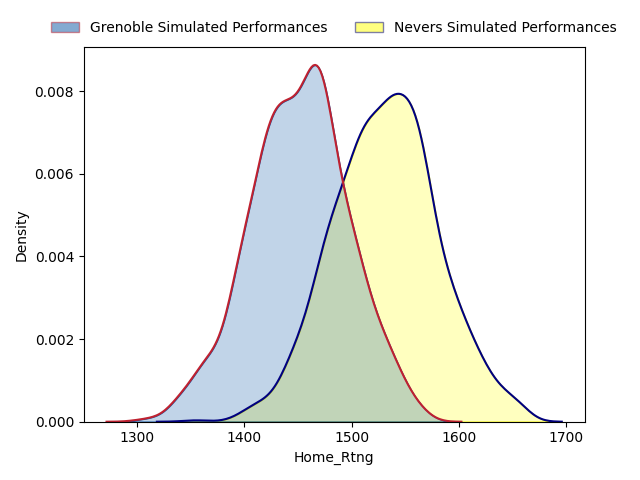 Grenoble Simulated Performances Nevers Simulated Performances
0.008
0.006
0.004
0.002
0.000
Density
1300 1400 1500 1600 1700
Home_Rtng